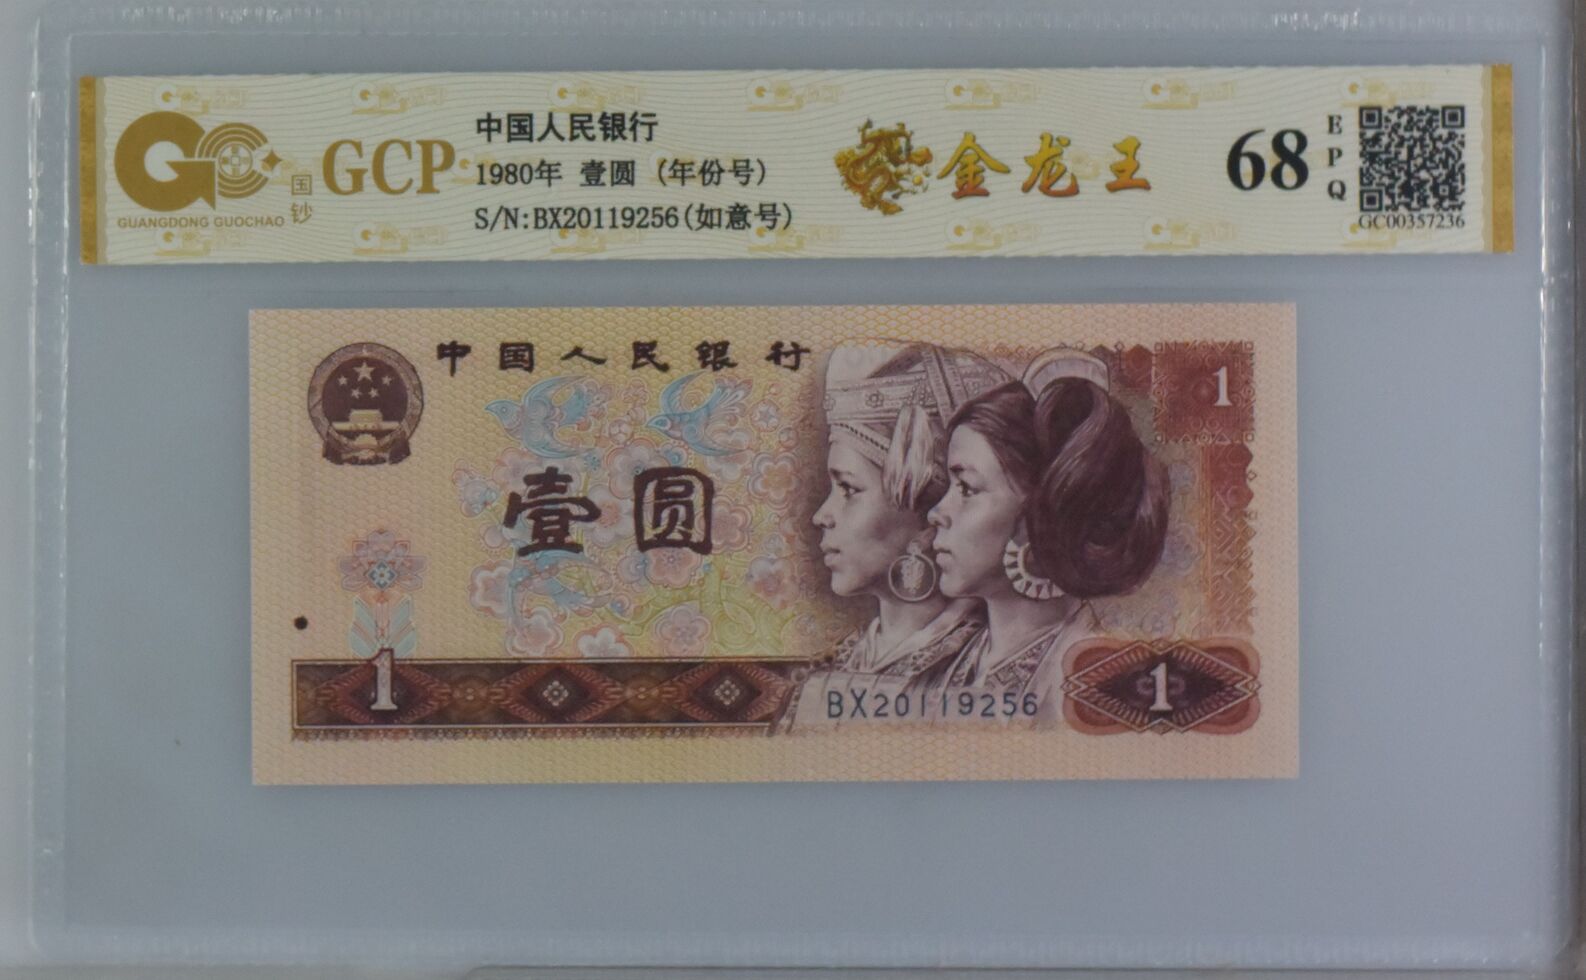 GC
国钞
GUANGDONG GUOCHAO
GCP
中国人民银行
1980年 壹圆 (年份号)
S/N:BX20119256(如意号)
金龙王
68
EPQ
GC00357236
中国人民银行
1
壹圆
1
BX20119256
1